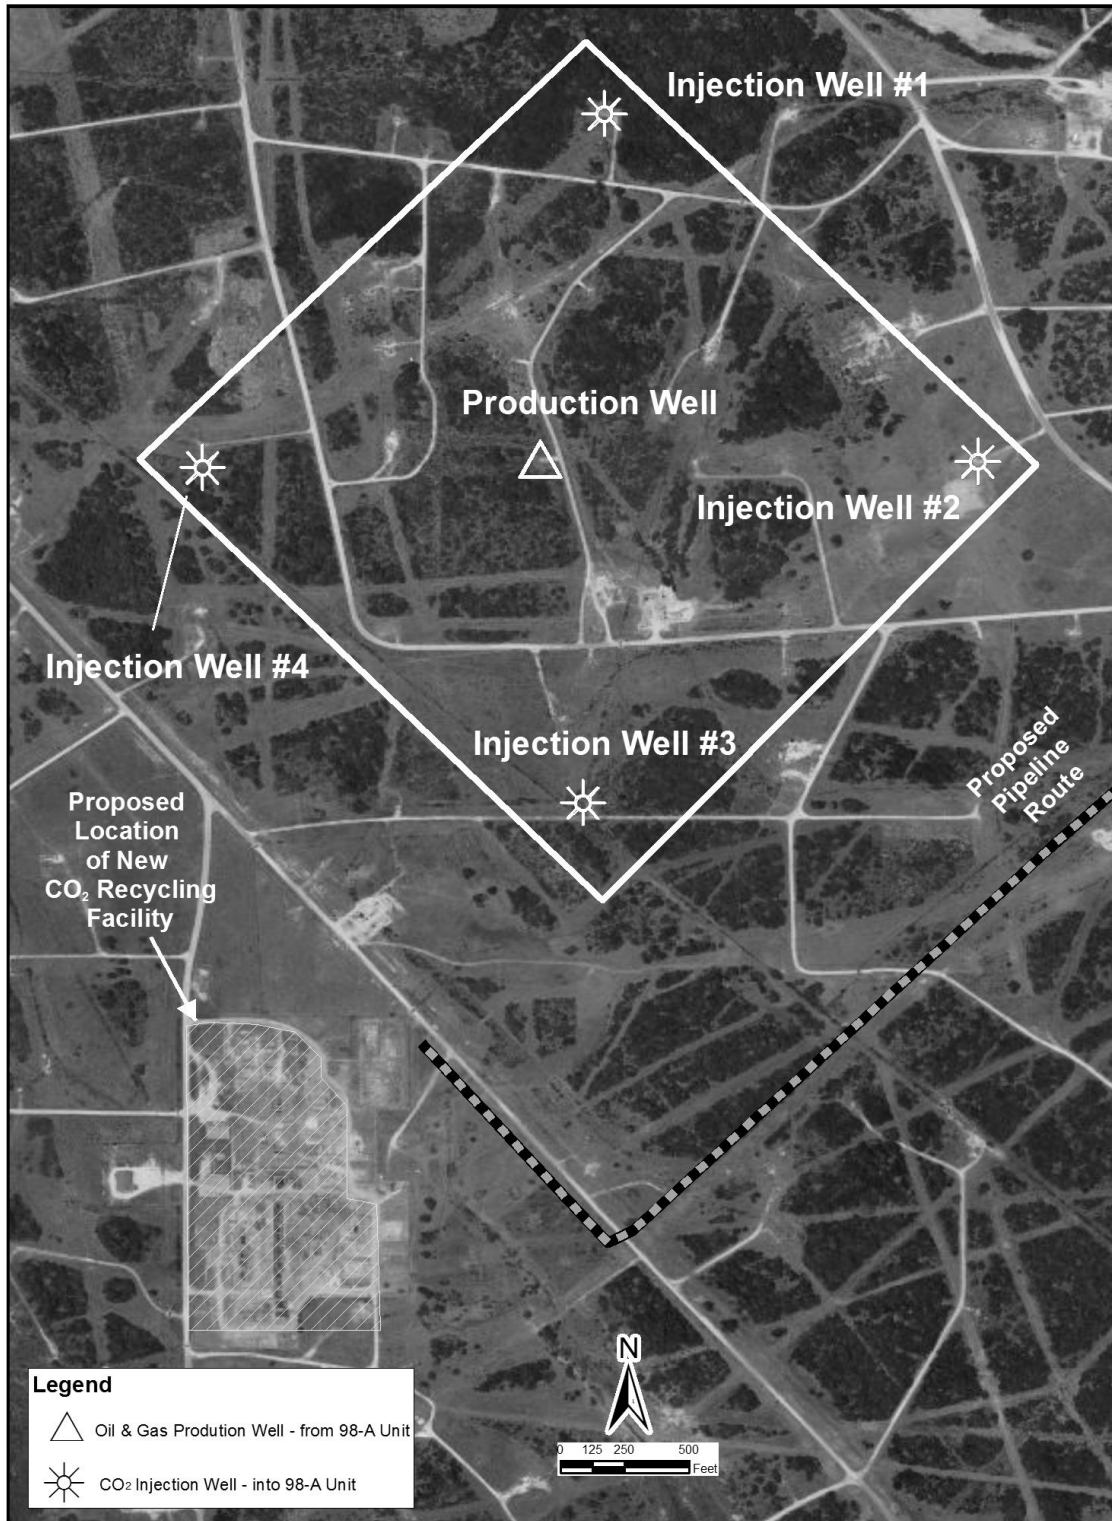 Injection Well #1
Production Well
Injection Well #2
Injection Well #4
Injection Well #3
Proposed
Pipeline
Route
Proposed
Location
of New
CO₂ Recycling
Facility
N
0 125 250 500
Feet
Legend
Oil & Gas Prodution Well - from 98-A Unit
CO₂ Injection Well - into 98-A Unit